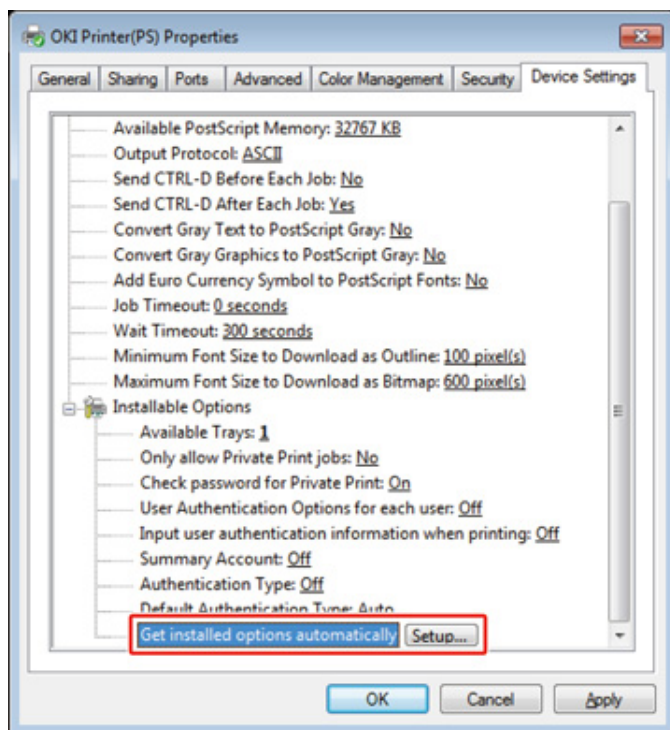 OKI Printer(PS) Properties
General Sharing Ports Advanced Color Management Security Device Settings
Available PostScript Memory: 32767 KB
Output Protocol: ASCII
Send CTRL-D Before Each Job: No
Send CTRL-D After Each Job: Yes
Convert Gray Text to PostScript Gray: No
Convert Gray Graphics to PostScript Gray: No
Add Euro Currency Symbol to PostScript Fonts: No
Job Timeout: 0 seconds
Wait Timeout: 300 seconds
Minimum Font Size to Download as Outline: 100 pixel(s)
Maximum Font Size to Download as Bitmap: 600 pixel(s)
Installable Options
Available Trays: 1
Only allow Private Print jobs: No
Check password for Private Print: On
User Authentication Options for each user: Off
Input user authentication information when printing: Off
Summary Account: Off
Authentication Type: Off
Default Authentication Type: Auto
Get installed options automatically Setup...
OK Cancel Apply